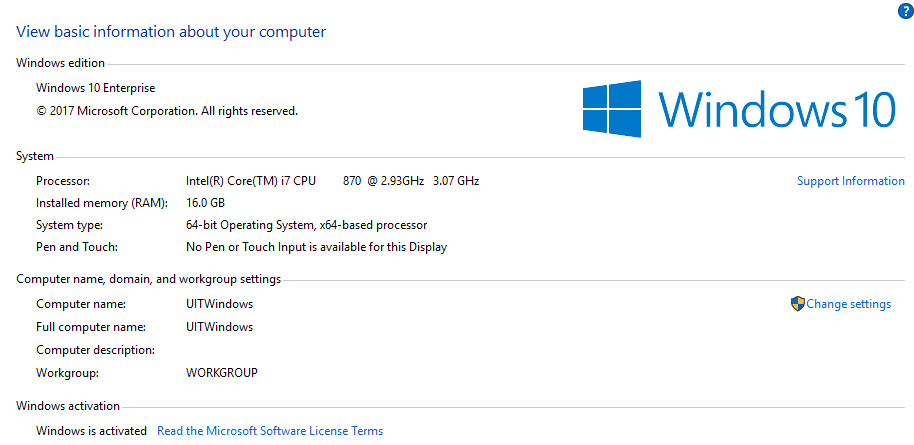 ?
View basic information about your computer
Windows edition
Windows 10 Enterprise
© 2017 Microsoft Corporation. All rights reserved.
Windows 10
System
Processor: Intel(R) Core(TM) i7 CPU 870 @ 2.93GHz 3.07 GHz
Support Information
Installed memory (RAM): 16.0 GB
System type: 64-bit Operating System, x64-based processor
Pen and Touch: No Pen or Touch Input is available for this Display
Computer name, domain, and workgroup settings
Computer name: UITWindows
Change settings
Full computer name: UITWindows
Computer description:
Workgroup: WORKGROUP
Windows activation
Windows is activated Read the Microsoft Software License Terms